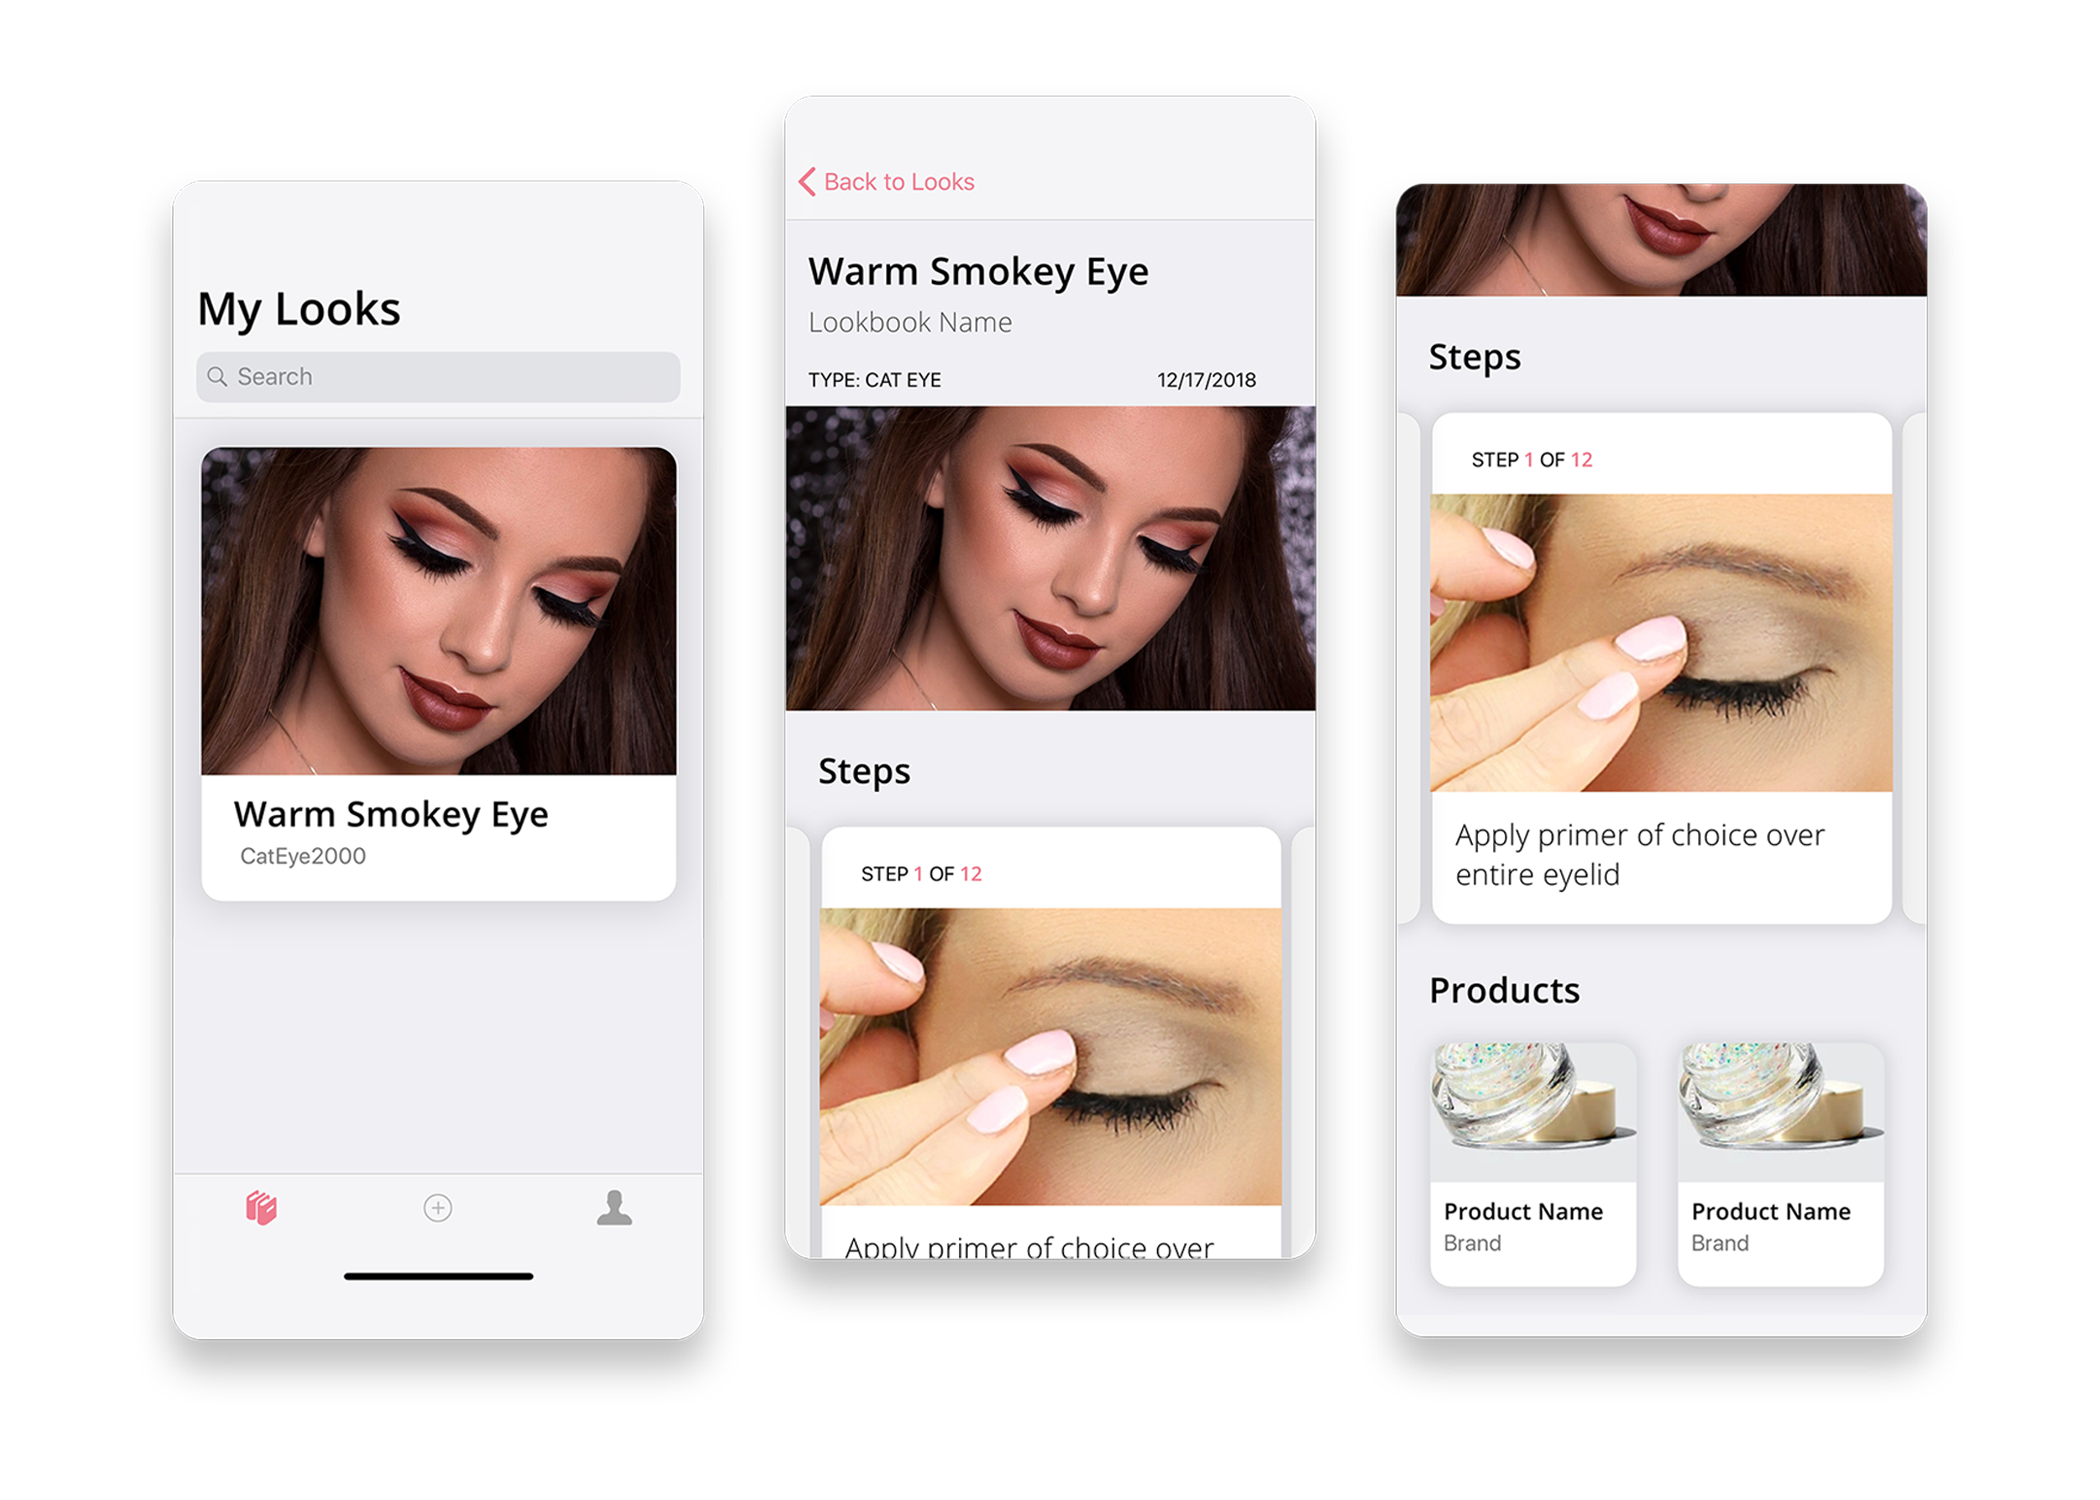 My Looks
Search
Warm Smokey Eye
CatEye2000
Back to Looks
Warm Smokey Eye
Lookbook Name
TYPE: CAT EYE 12/17/2018
Steps
STEP 1 OF 12
Apply primer of choice over
Steps
STEP 1 OF 12
Apply primer of choice over
entire eyelid
Products
Product Name
Brand
Product Name
Brand